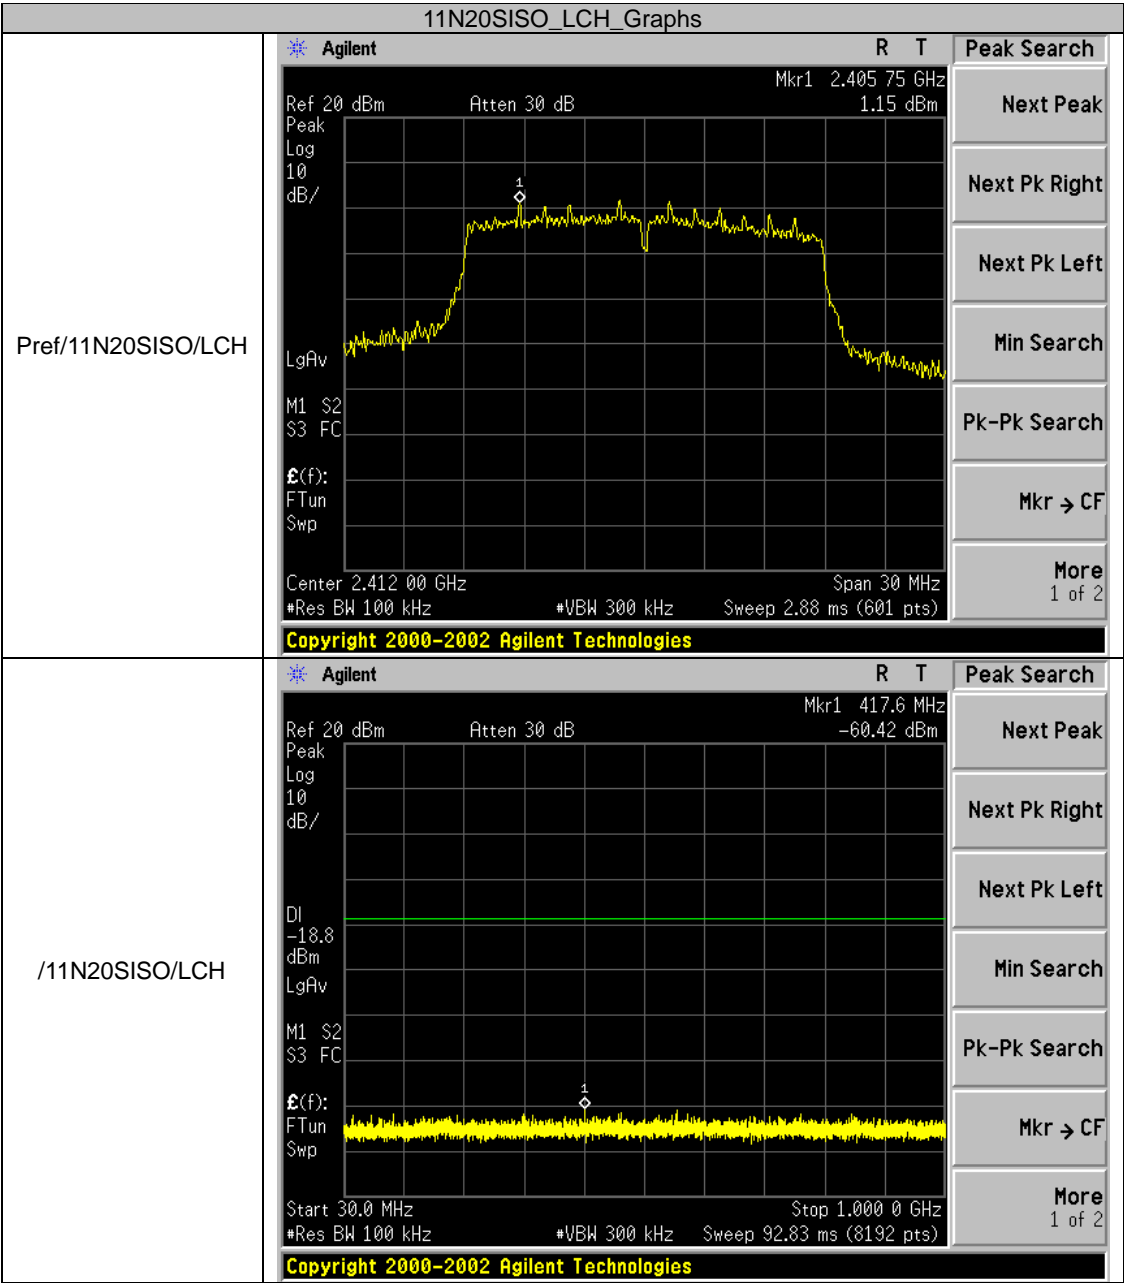 11N20SISO_LCH_Graphs
Pref/11N20SISO/LCH
Agilent
R T
Peak Search
Mkr1 2.405 75 GHz
Ref 20 dBm
Atten 30 dB
1.15 dBm
Peak
Log
10
dB/
1
LgAv
M1 S2
S3 FC
£(f):
FTun
Swp
Center 2.412 00 GHz
Span 30 MHz
#Res BW 100 kHz
#VBW 300 kHz
Sweep 2.88 ms (601 pts)
Copyright 2000-2002 Agilent Technologies
Next Peak
Next Pk Right
Next Pk Left
Min Search
Pk-Pk Search
Mkr → CF
More
1 of 2
/11N20SISO/LCH
Agilent
R T
Peak Search
Mkr1 417.6 MHz
Ref 20 dBm
Atten 30 dB
-60.42 dBm
Peak
Log
10
dB/
DI
-18.8
dBm
LgAv
M1 S2
S3 FC
1
£(f):
FTun
Swp
Start 30.0 MHz
Stop 1.000 0 GHz
#Res BW 100 kHz
#VBW 300 kHz
Sweep 92.83 ms (8192 pts)
Copyright 2000-2002 Agilent Technologies
Next Peak
Next Pk Right
Next Pk Left
Min Search
Pk-Pk Search
Mkr → CF
More
1 of 2